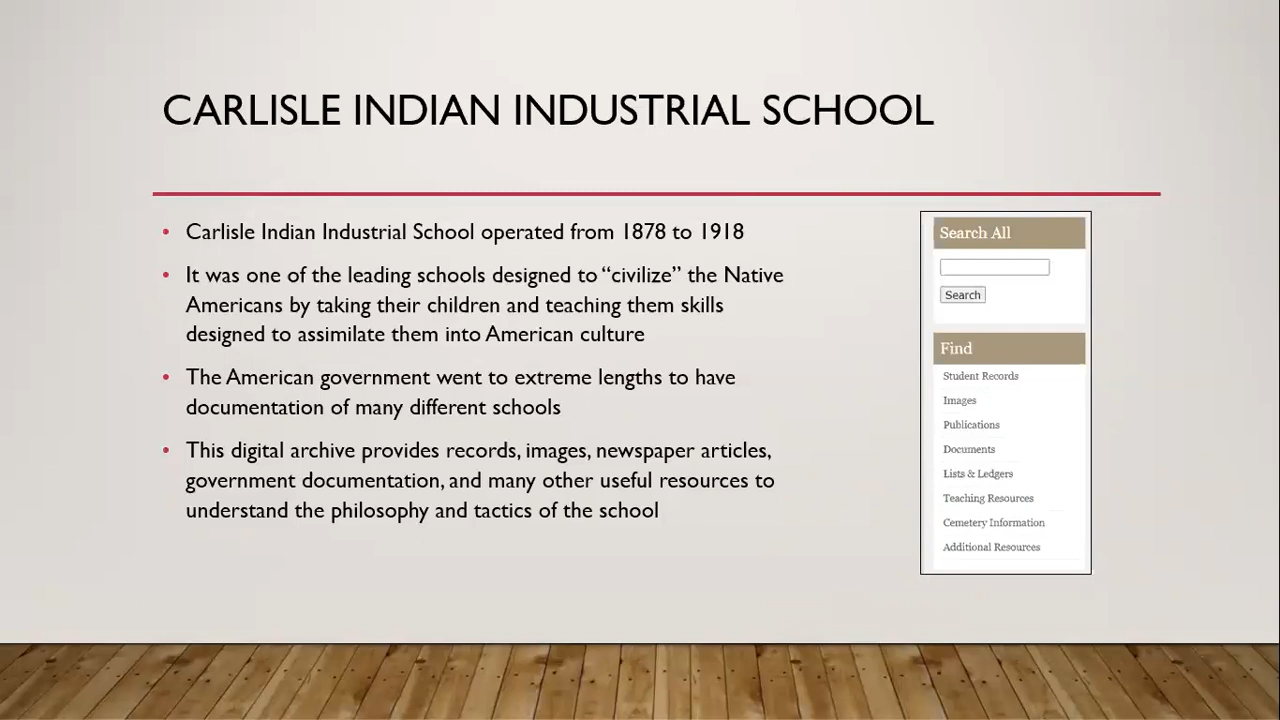 CARLISLE INDIAN INDUSTRIAL SCHOOL
• Carlisle Indian Industrial School operated from 1878 to 1918
• It was one of the leading schools designed to “civilize” the Native
Americans by taking their children and teaching them skills
designed to assimilate them into American culture
• The American government went to extreme lengths to have
documentation of many different schools
• This digital archive provides records, images, newspaper articles,
government documentation, and many other useful resources to
understand the philosophy and tactics of the school
Search All
Search
Find
Student Records
Images
Publications
Documents
Lists & Ledgers
Teaching Resources
Cemetery Information
Additional Resources